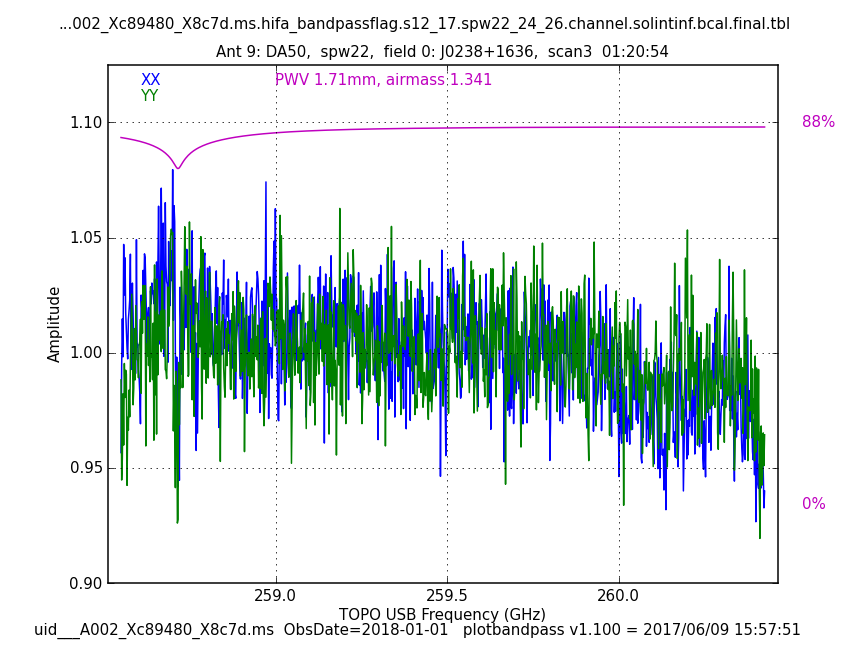 ...002_Xc89480_X8c7d.ms.hifa_bandpassflag.s12_17.spw22_24_26.channel.solintinf.bcal.final.tbl
Ant 9: DA50,  spw22,  field 0: J0238+1636,  scan3  01:20:54
XX
PWV 1.71mm, airmass 1.341
YY
1.10
88%
1.05
Amplitude
1.00
0.95
0%
0.90
259.0
259.5
260.0
TOPO USB Frequency (GHz)
uid___A002_Xc89480_X8c7d.ms  ObsDate=2018-01-01   plotbandpass v1.100 = 2017/06/09 15:57:51